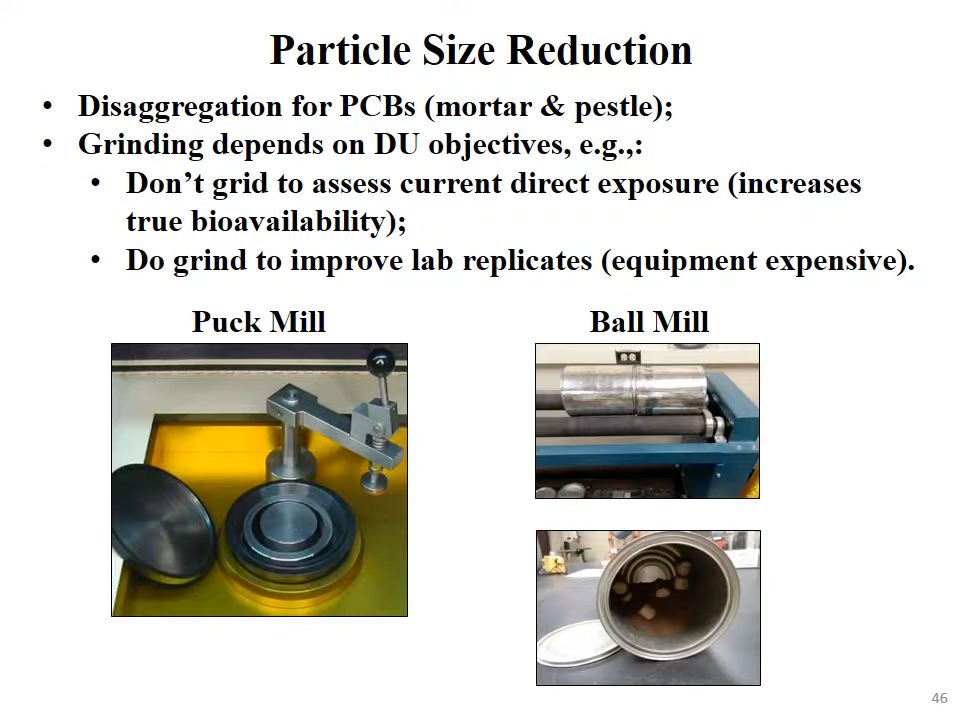 Particle Size Reduction
• Disaggregation for PCBs (mortar & pestle);
• Grinding depends on DU objectives, e.g.,:
• Don’t grid to assess current direct exposure (increases
true bioavailability);
• Do grind to improve lab replicates (equipment expensive).
Puck Mill
Ball Mill
46